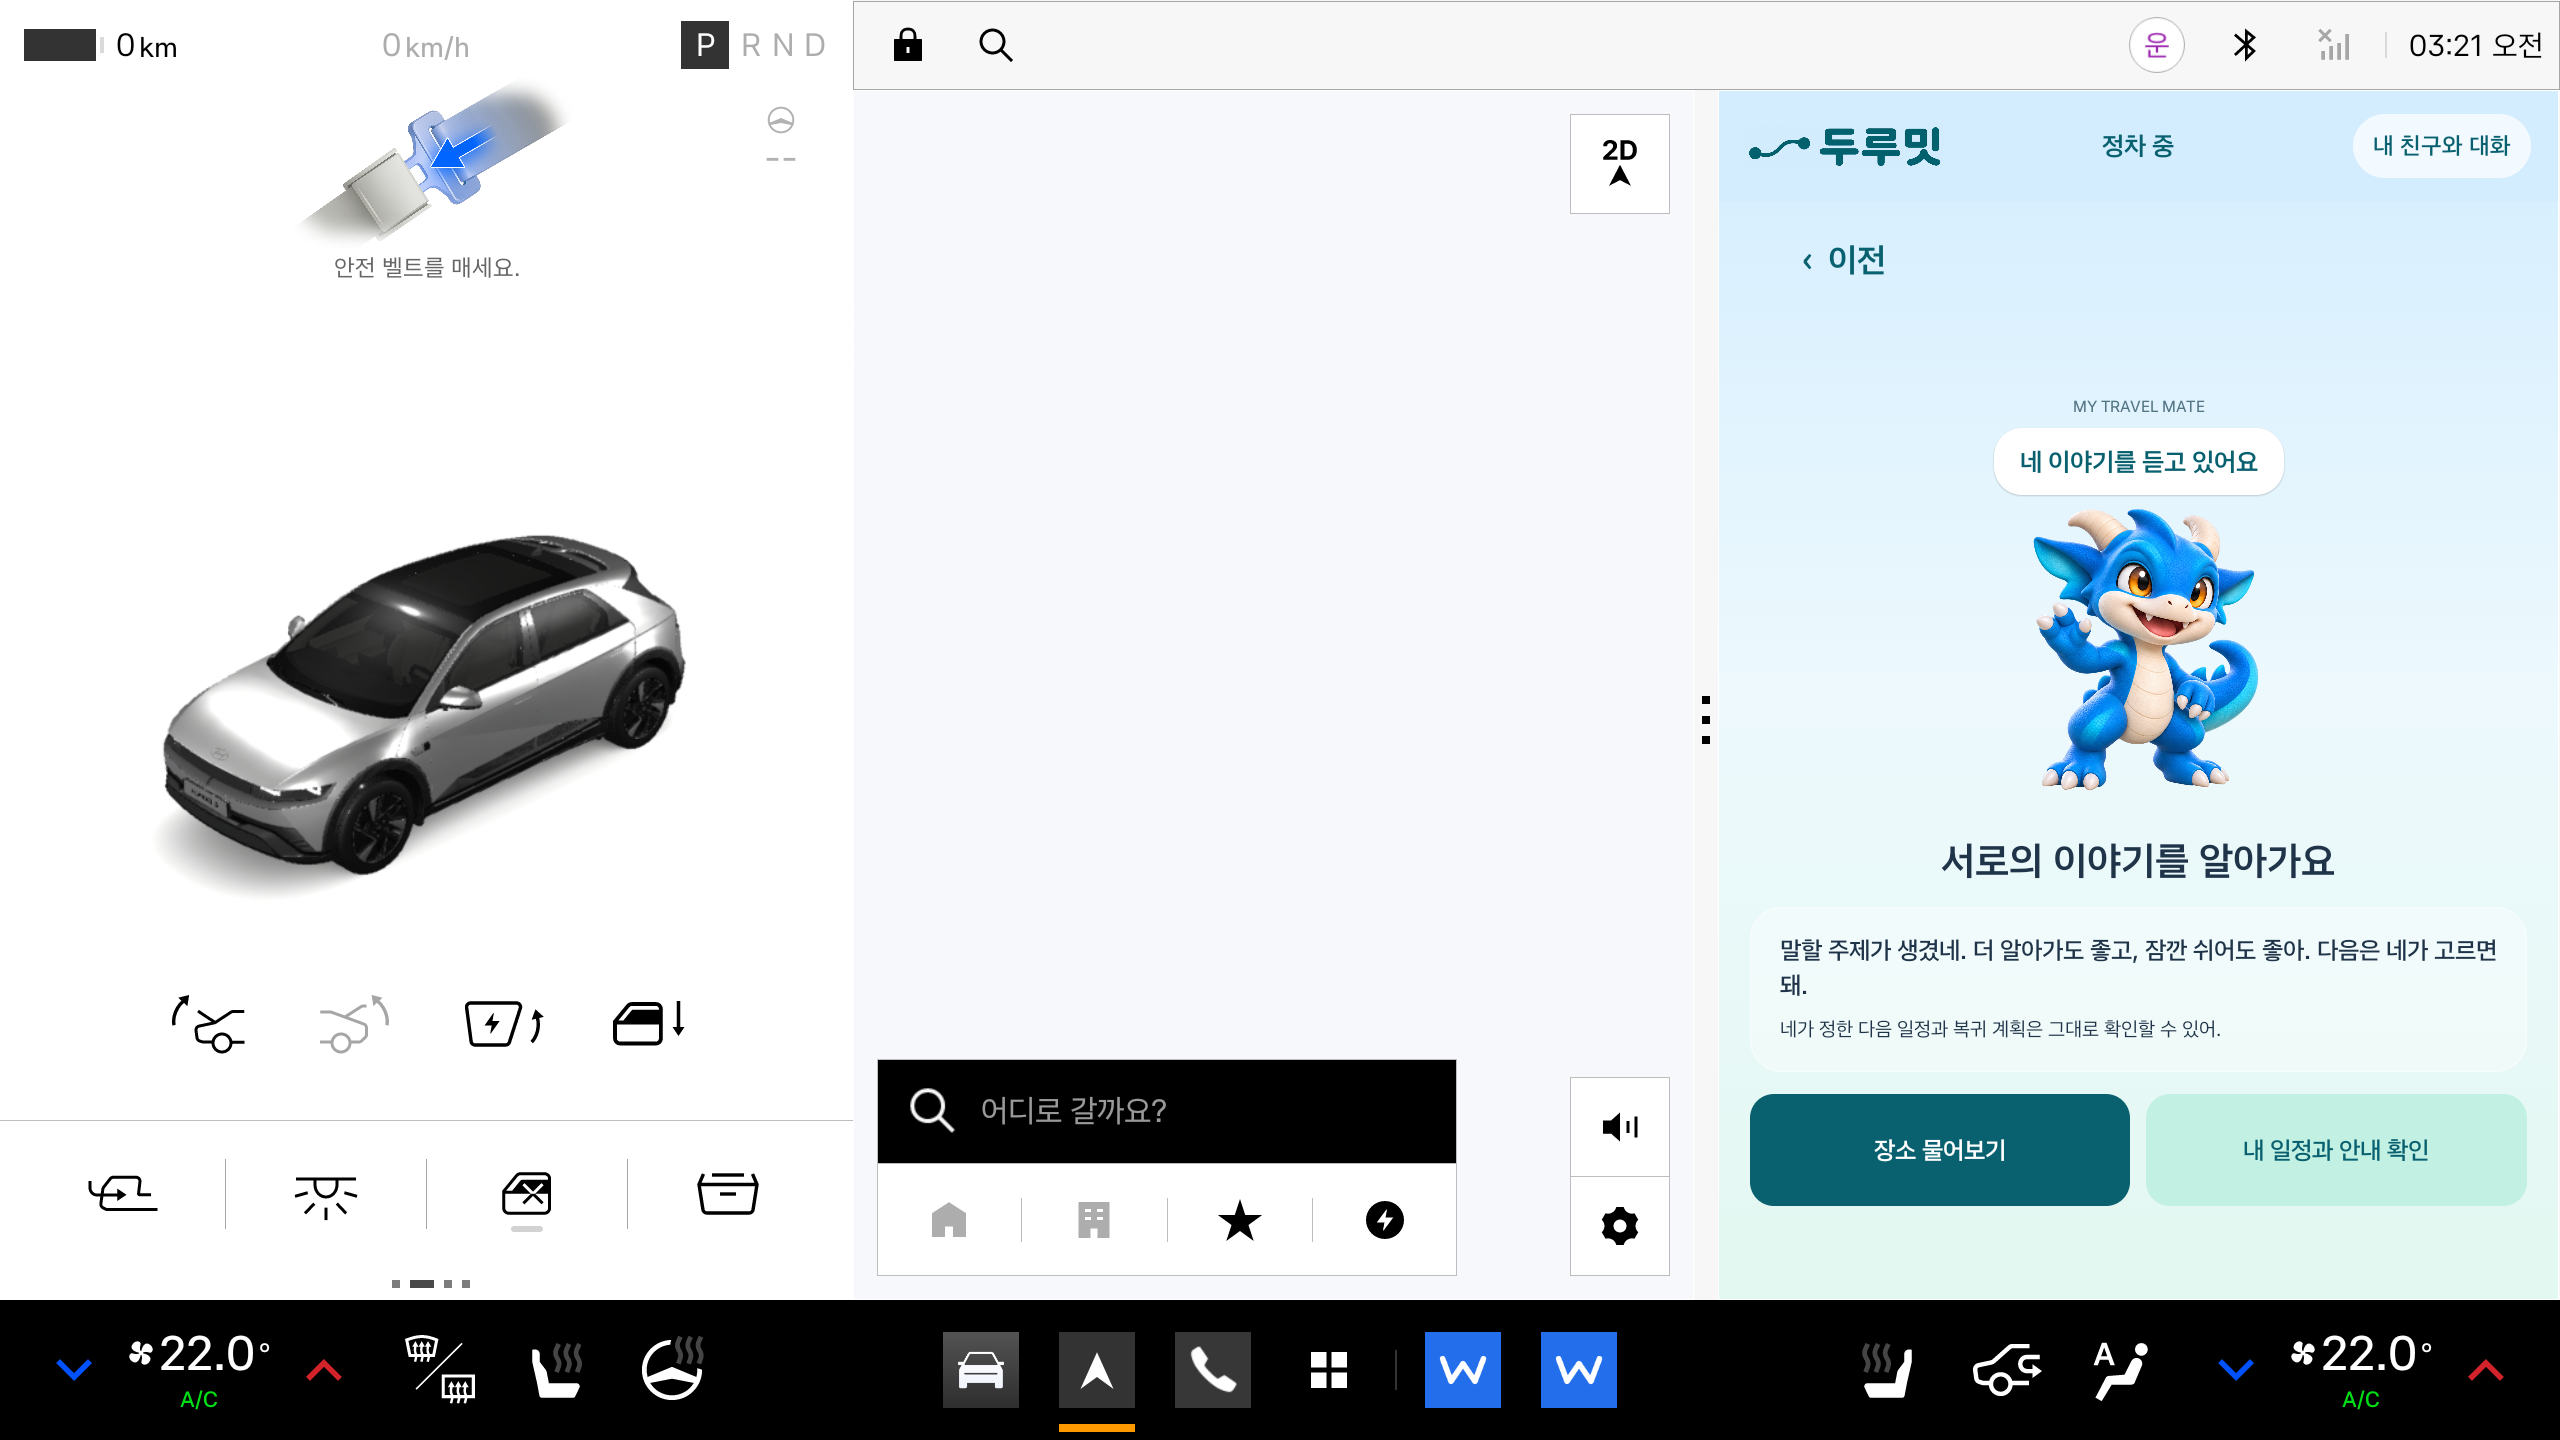 0 km
0 km/h
P R N D
안전 벨트를 매세요.
운
03:21 오전
2D
어디로 갈까요?
두루밋
정차 중
내 친구와 대화
‹ 이전
MY TRAVEL MATE
네 이야기를 듣고 있어요
서로의 이야기를 알아가요
말할 주제가 생겼네. 더 알아가도 좋고, 잠깐 쉬어도 좋아. 다음은 네가 고르면
돼.
네가 정한 다음 일정과 복귀 계획은 그대로 확인할 수 있어.
장소 물어보기
내 일정과 안내 확인
22.0°
A/C
A
22.0°
A/C